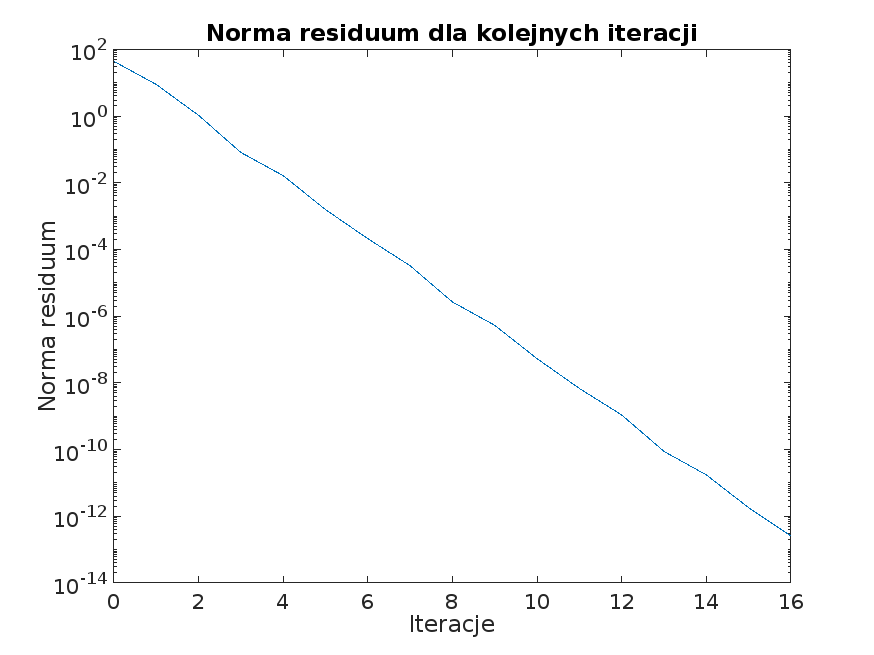 Norma residuum dla kolejnych iteracji
Norma residuum
10^2
10^0
10^-2
10^-4
10^-6
10^-8
10^-10
10^-12
10^-14
0 2 4 6 8 10 12 14 16
Iteracje